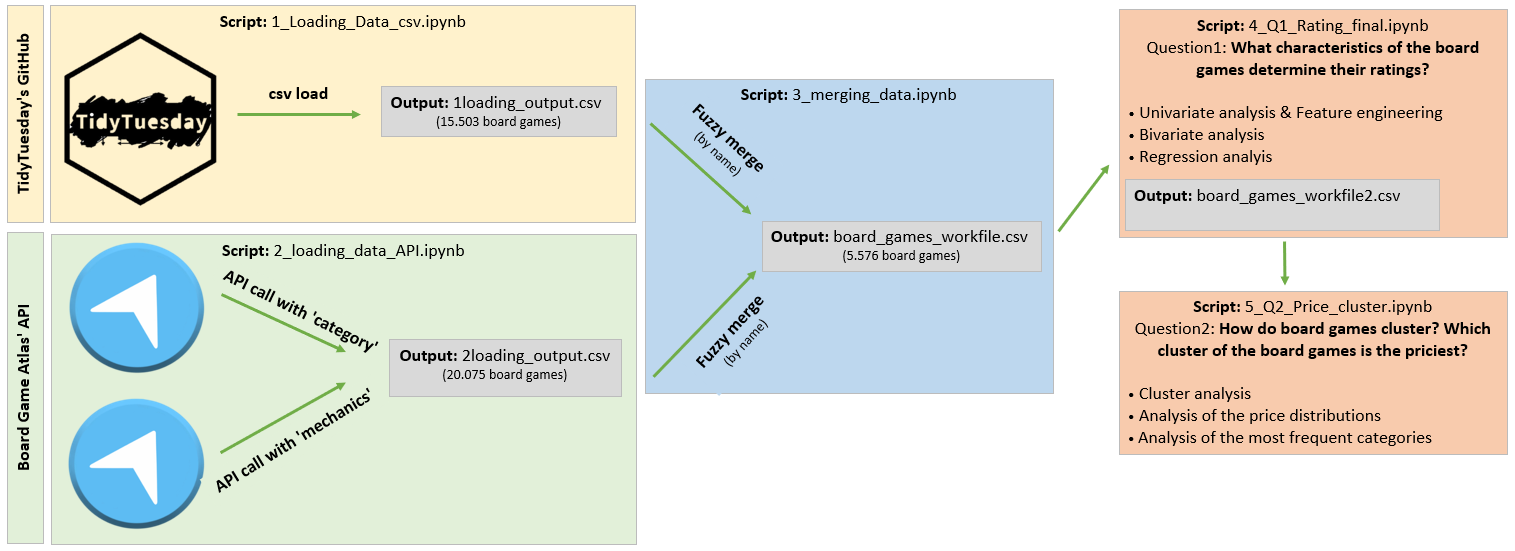 TidyTuesday's GitHub
Script: 1_Loading_Data_csv.ipynb
TidyTuesday
csv load
Output: 1loading_output.csv
(15.503 board games)
Board Game Atlas' API
Script: 2_loading_data_API.ipynb
API call with 'category'
API call with 'mechanics'
Output: 2loading_output.csv
(20.075 board games)
Script: 3_merging_data.ipynb
Fuzzy merge
(by name)
Output: board_games_workfile.csv
(5.576 board games)
Fuzzy merge
(by name)
Script: 4_Q1_Rating_final.ipynb
Question1: What characteristics of the board
games determine their ratings?
• Univariate analysis & Feature engineering
• Bivariate analysis
• Regression analyis
Output: board_games_workfile2.csv
Script: 5_Q2_Price_cluster.ipynb
Question2: How do board games cluster? Which
cluster of the board games is the priciest?
• Cluster analysis
• Analysis of the price distributions
• Analysis of the most frequent categories